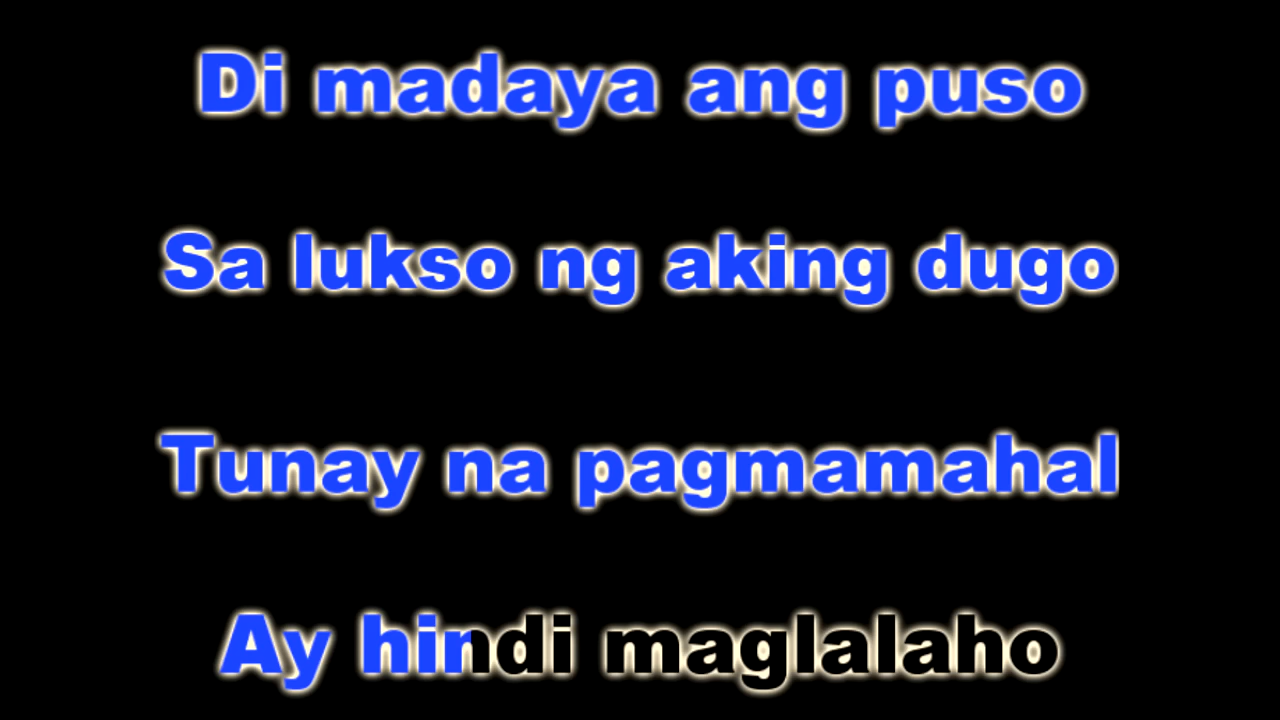 Di madaya ang puso
Sa lukso ng aking dugo
Tunay na pagmamahal
Ay hindi maglalaho